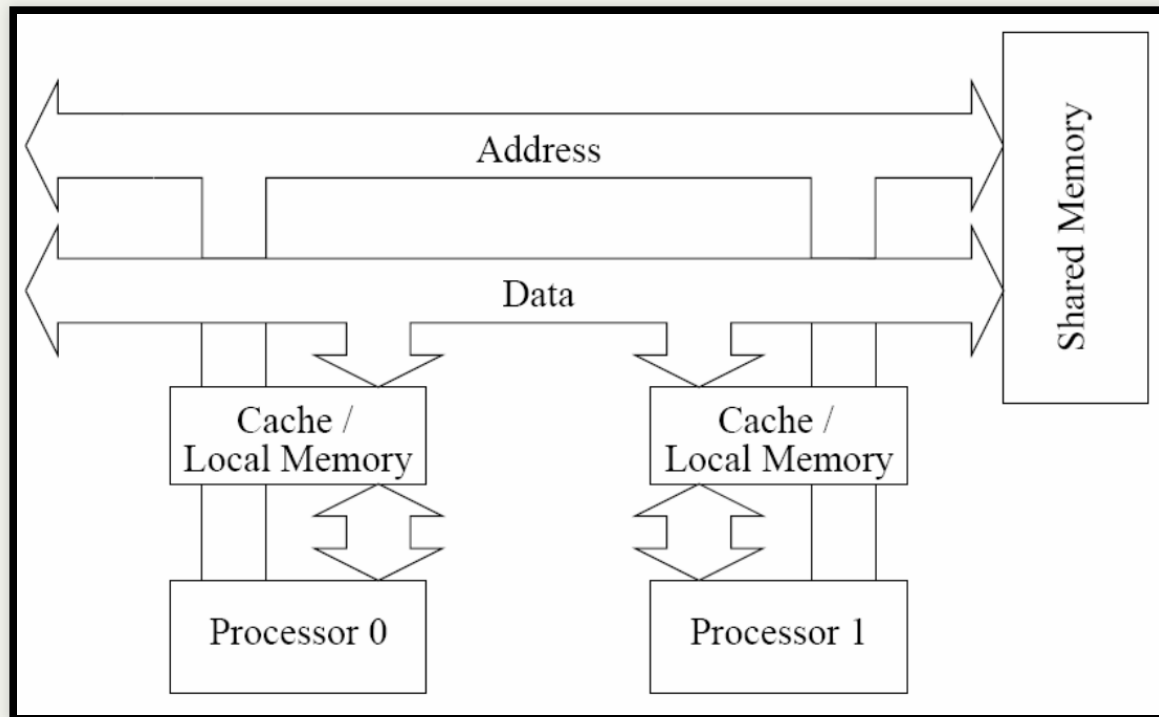 Address
Shared Memory
Data
Cache /
Local Memory
Cache /
Local Memory
Processor 0
Processor 1